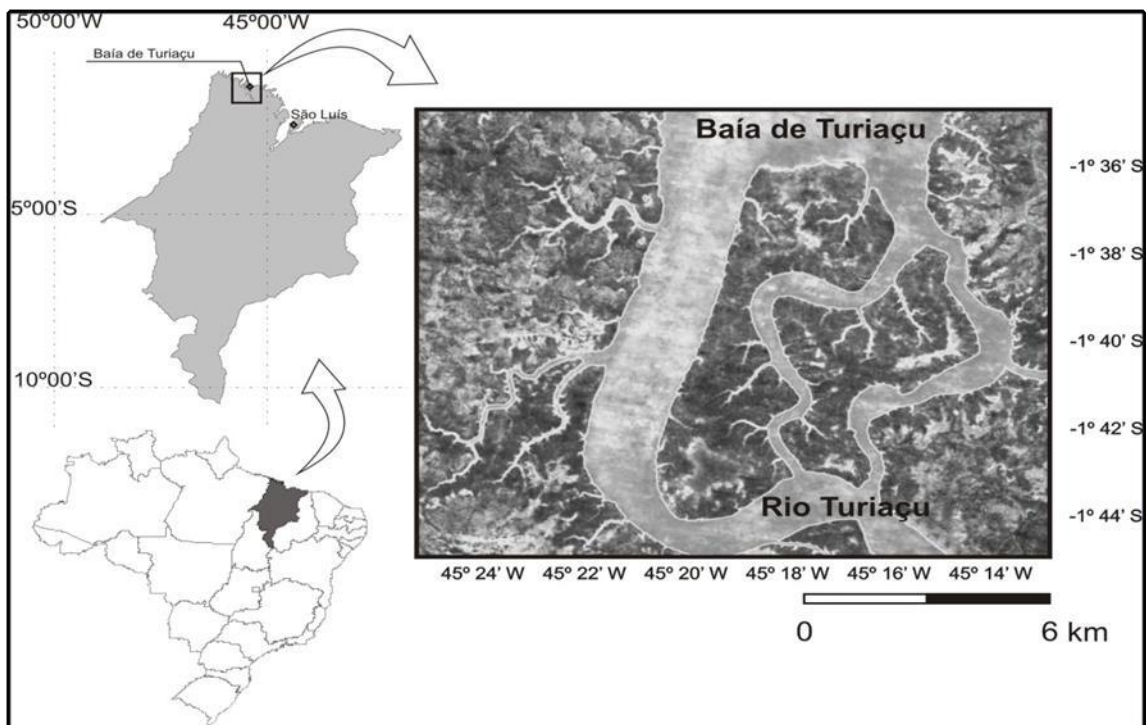 50º00'W
45º00'W
Baía de Turiaçu
São Luís
5º00'S
10º00'S
Baía de Turiaçu
Rio Turiaçu
-1º 36' S
-1º 38' S
-1º 40' S
-1º 42' S
-1º 44' S
45º 24' W
45º 22' W
45º 20' W
45º 18' W
45º 16' W
45º 14' W
0
6 km